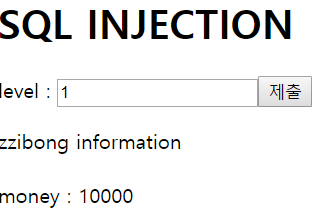 SQL INJECTION
level : 1 제출
zzibong information
money : 10000